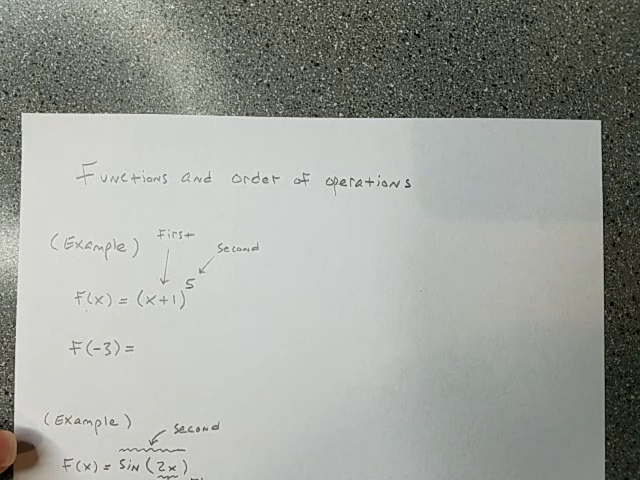 Functions and order of operations
(Example) First
Second
F(x) = (x+1)^5
F(-3) =
(Example)
Second
F(x) = sin(2x)